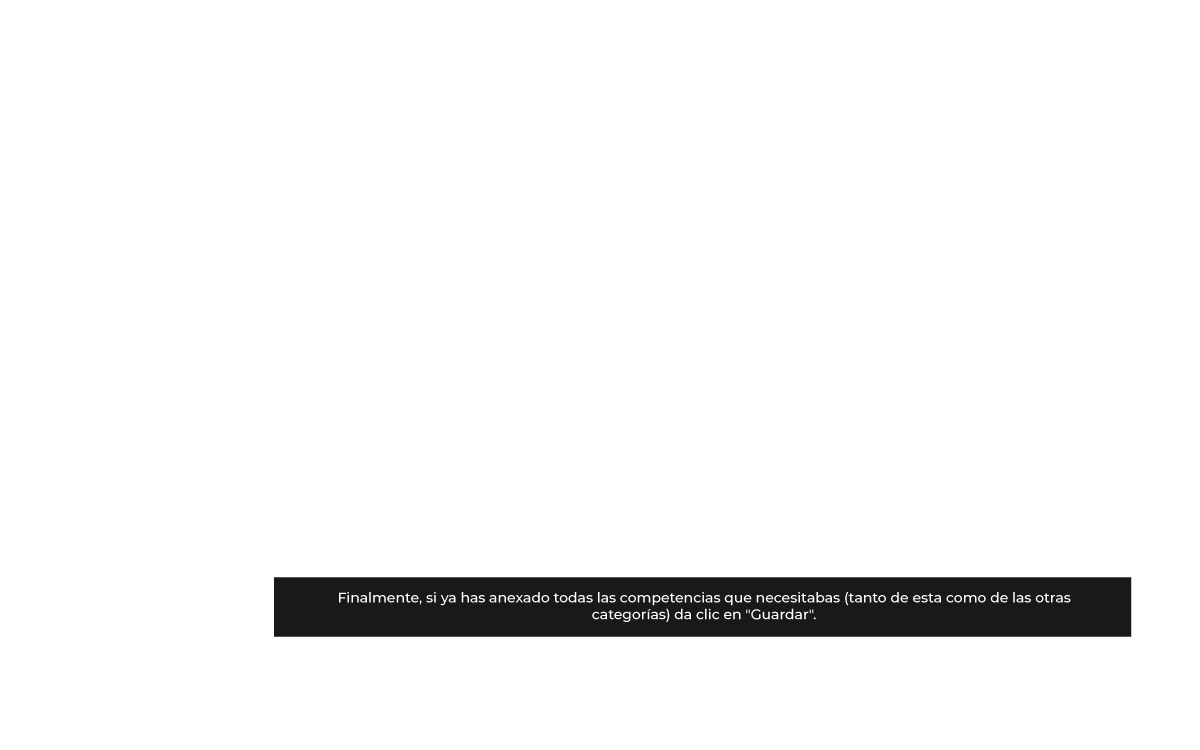 Finalmente, si ya has anexado todas las competencias que necesitabas (tanto de esta como de las otras
categorías) da clic en "Guardar".